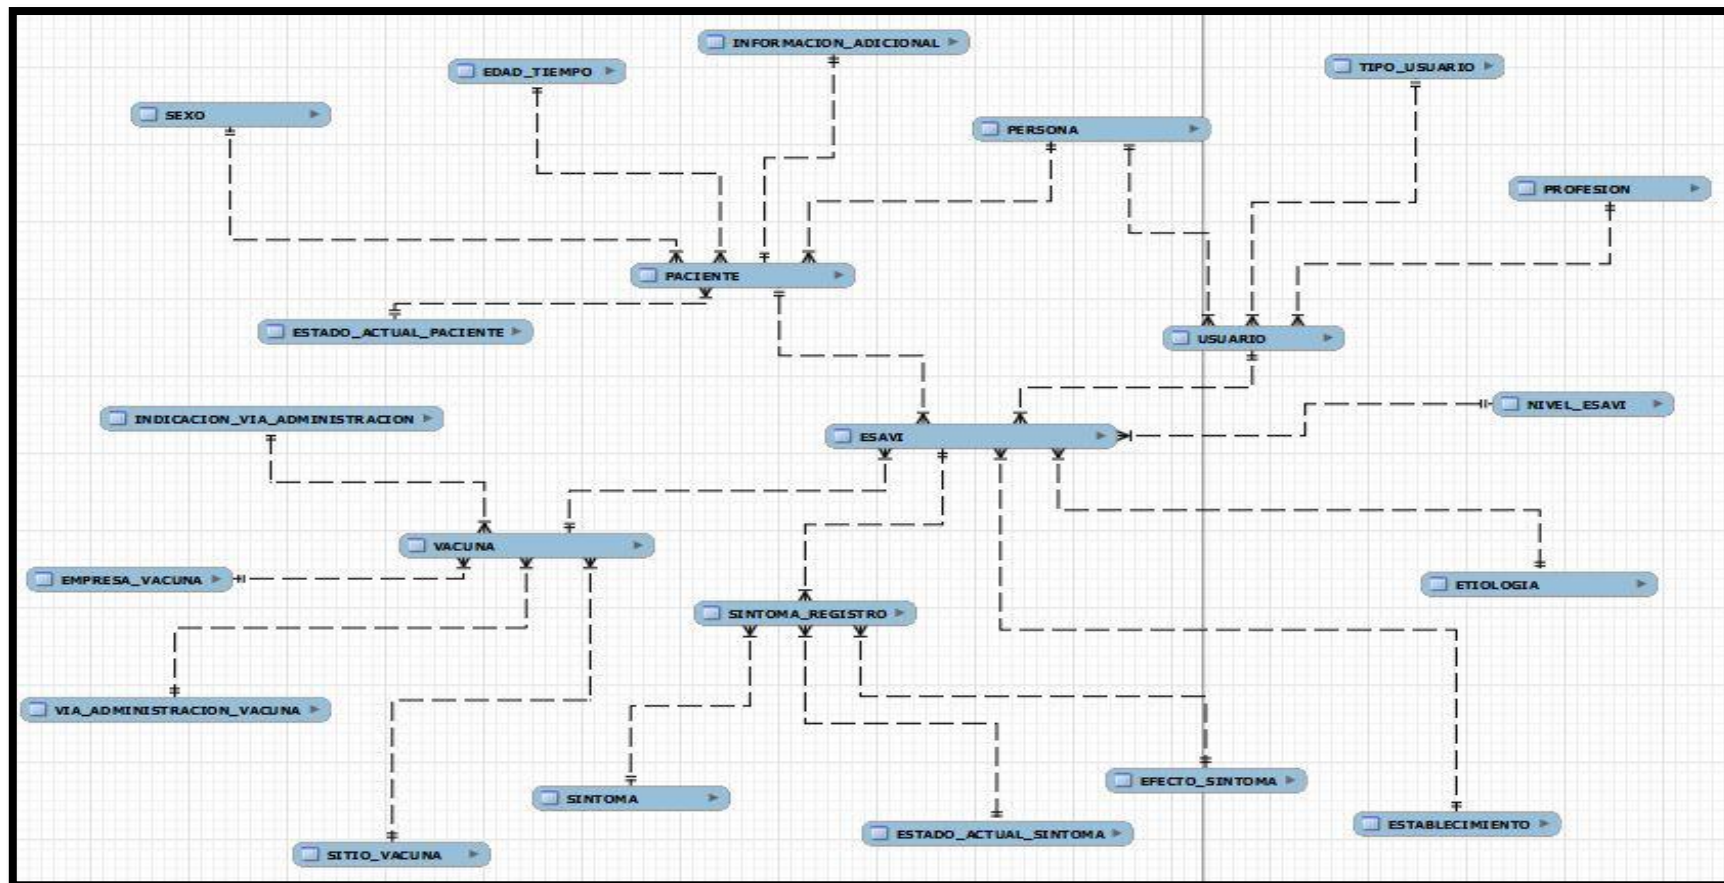 INFORMACION_ADICIONAL
EDAD_TIEMPO
TIPO_USUARIO
SEXO
PERSONA
PROFESION
PACIENTE
ESTADO_ACTUAL_PACIENTE
USUARIO
INDICACION_VIA_ADMINISTRACION
NIVEL_ESAVI
ESAVI
VACUNA
EMPRESA_VACUNA
ETIOLOGIA
SINTOMA_REGISTRO
VIA_ADMINISTRACION_VACUNA
EFECTO_SINTOMA
SINTOMA
ESTABLECIMIENTO
ESTADO_ACTUAL_SINTOMA
SITIO_VACUNA